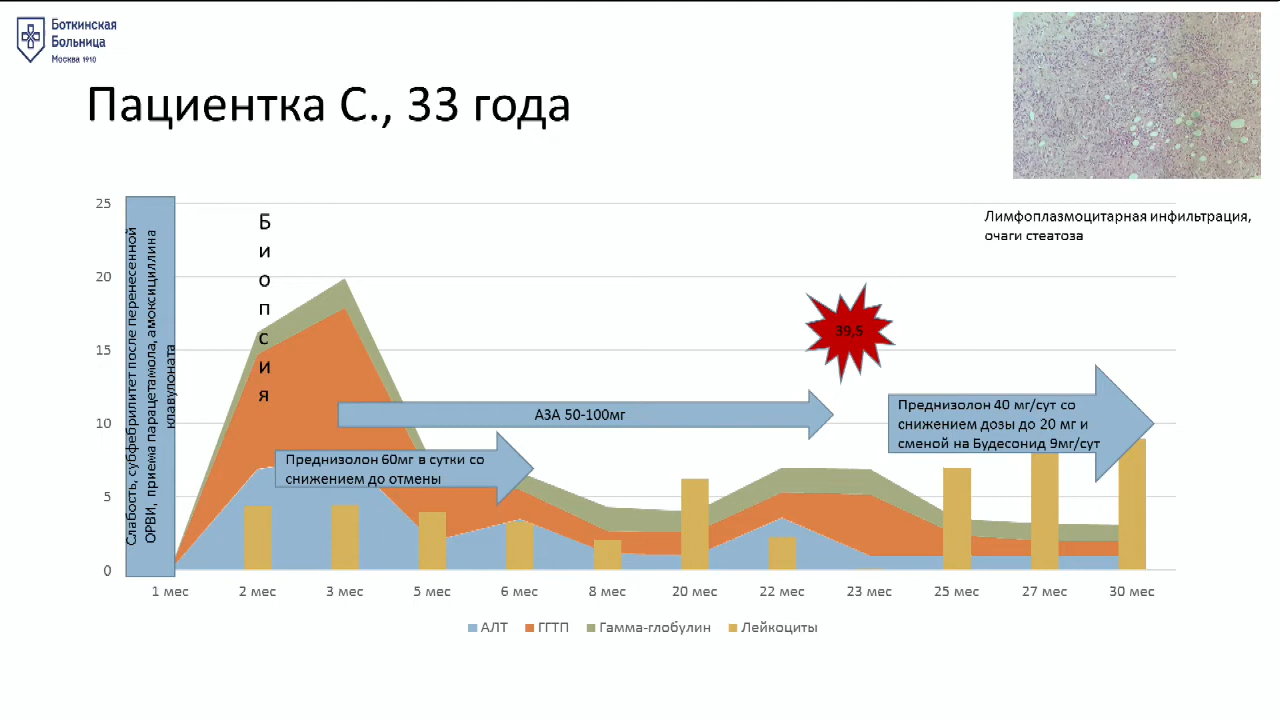 Боткинская
Больница
Москва 1910
Пациентка С., 33 года
Лимфоплазмоцитарная инфильтрация,
очаги стеатоза
25
20
15
10
5
0
Слабость, субфебрилитет после перенесенной
ОРВИ, приема парацетамола, амоксициллина
клавулоната
Б
и
о
п
с
и
я
39,5
АЗА 50-100мг
Преднизолон 60мг в сутки со
снижением до отмены
Преднизолон 40 мг/сут со
снижением дозы до 20 мг и
сменой на Будесонид 9мг/сут
1 мес 2 мес 3 мес 5 мес 6 мес 8 мес 20 мес 22 мес 23 мес 25 мес 27 мес 30 мес
АЛТ ГГТП Гамма-глобулин Лейкоциты